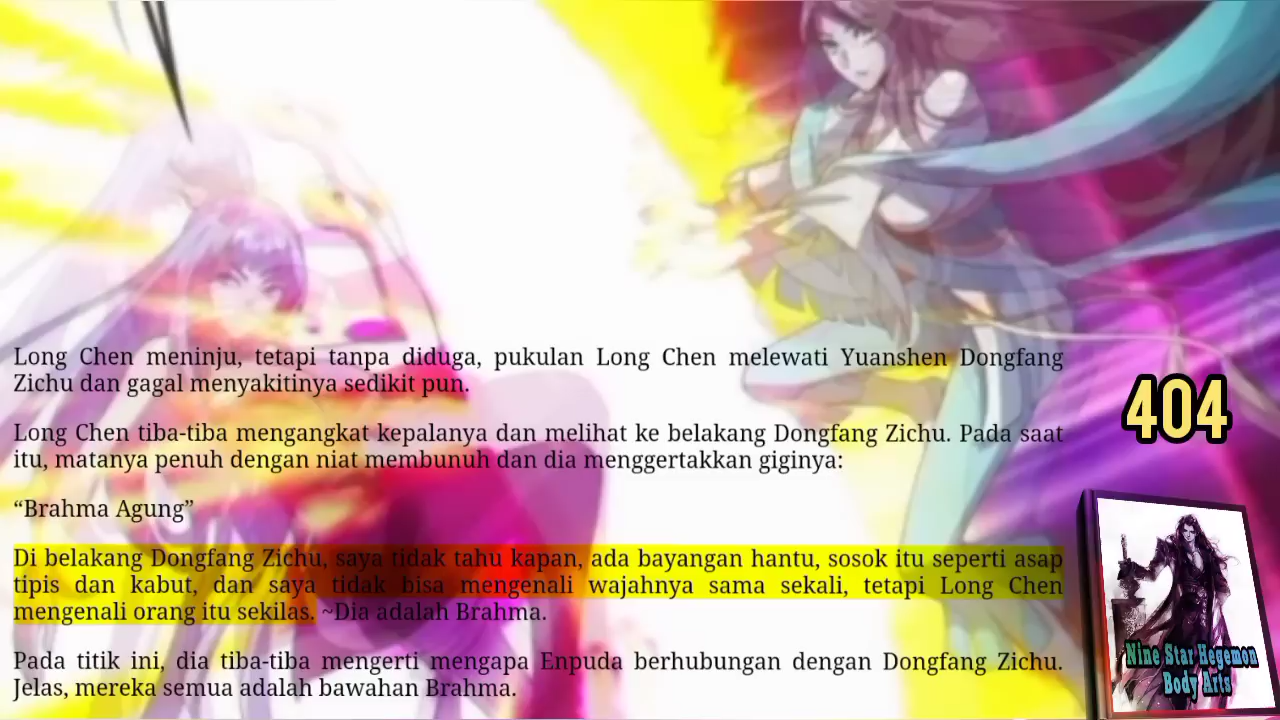 Long Chen meninju, tetapi tanpa diduga, pukulan Long Chen melewati Yuanshen Dongfang
Zichu dan gagal menyakitinya sedikit pun.
Long Chen tiba-tiba mengangkat kepalanya dan melihat ke belakang Dongfang Zichu. Pada saat
itu, matanya penuh dengan niat membunuh dan dia menggertakkan giginya:
“Brahma Agung”
Di belakang Dongfang Zichu, saya tidak tahu kapan, ada bayangan hantu, sosok itu seperti asap
tipis dan kabut, dan saya tidak bisa mengenali wajahnya sama sekali, tetapi Long Chen
mengenali orang itu sekilas. ~Dia adalah Brahma.
Pada titik ini, dia tiba-tiba mengerti mengapa Enpuda berhubungan dengan Dongfang Zichu.
Jelas, mereka semua adalah bawahan Brahma.
404
Nine Star Hegemon
Body Arts